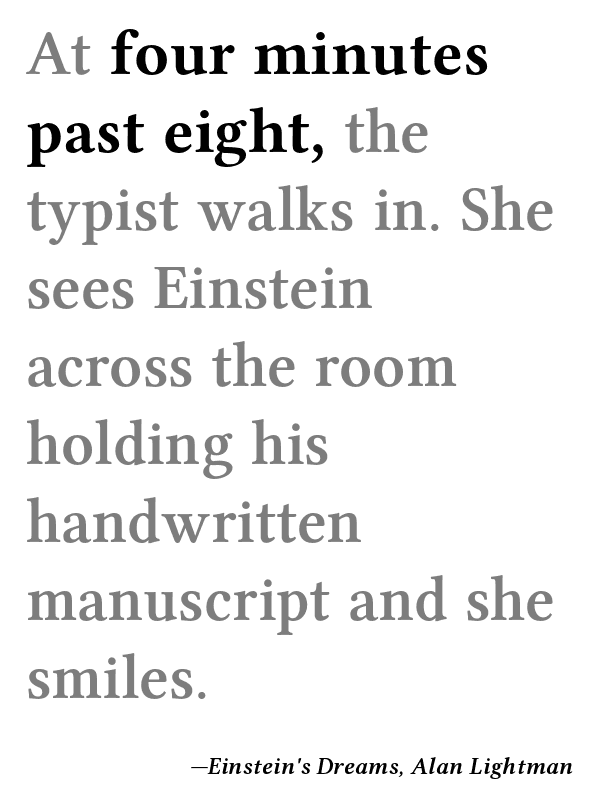 At four minutes
past eight, the
typist walks in. She
sees Einstein
across the room
holding his
handwritten
manuscript and she
smiles.
—Einstein's Dreams, Alan Lightman